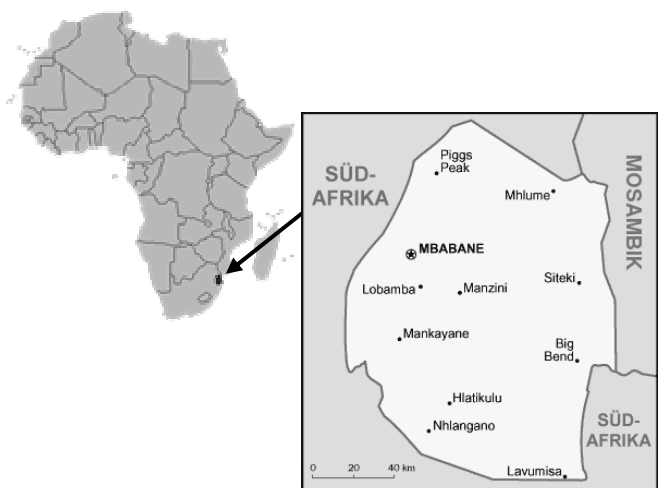 Piggs
Peak
SÜD-
AFRIKA
MOSAMBIK
Mhlume
MBABANE
Lobamba
Manzini
Siteki
Mankayane
Big
Bend
Hlatikulu
Nhlangano
SÜD-
AFRIKA
Lavumisa
0 20 40 km